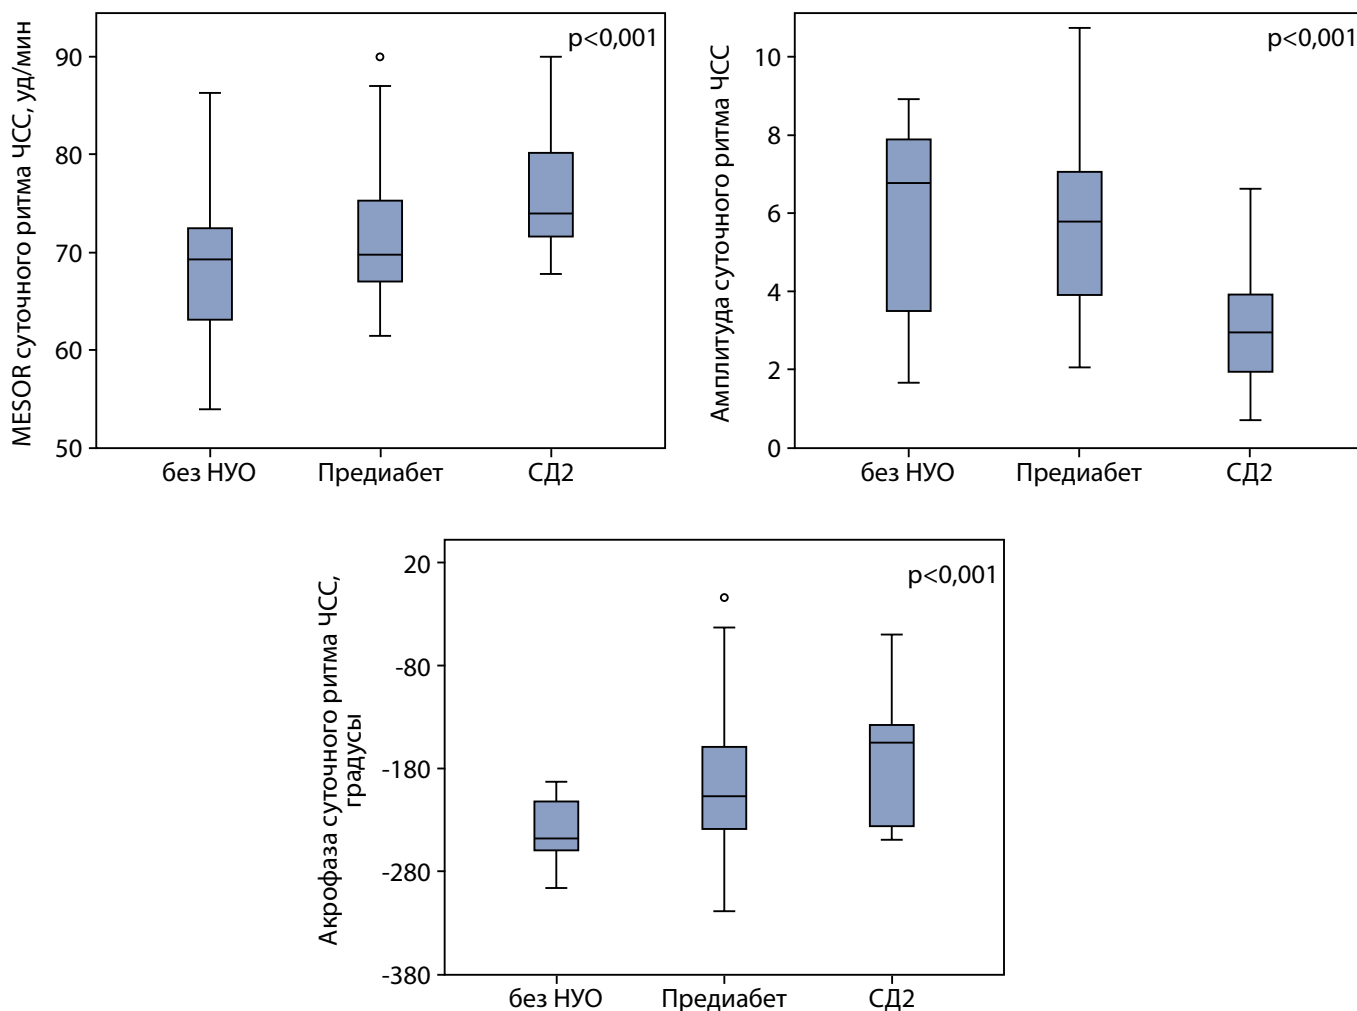 MESOR суточного ритма ЧСС, уд/мин
90
80
70
60
50
p<0,001
без НУО Предиабет СД2
Амплитуда суточного ритма ЧСС
10
8
6
4
2
0
p<0,001
без НУО Предиабет СД2
Акрофаза суточного ритма ЧСС,
градусы
20
-80
-180
-280
-380
p<0,001
без НУО Предиабет СД2